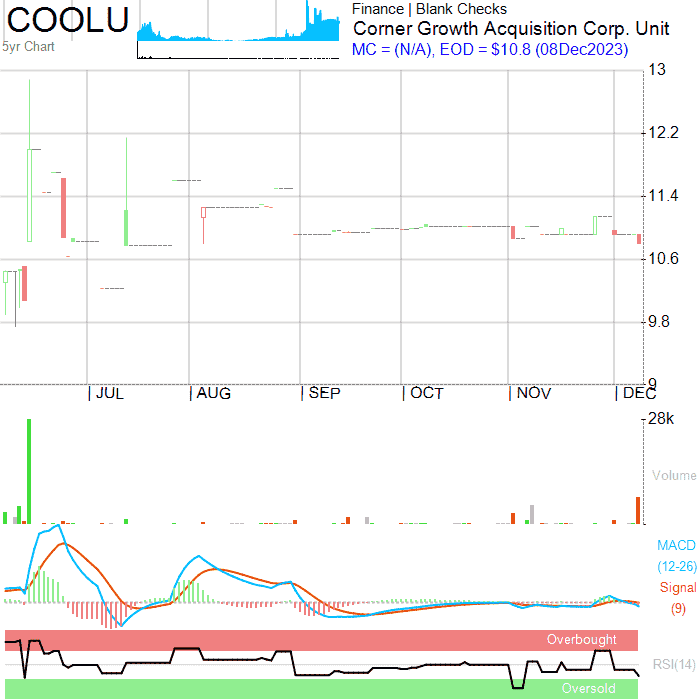 COOLU
5yr Chart
Finance | Blank Checks
Corner Growth Acquisition Corp. Unit
MC = (N/A), EOD = $10.8 (08Dec2023)
13
12.2
11.4
10.6
9.8
9
JUL
AUG
SEP
OCT
NOV
DEC
28k
Volume
MACD
(12-26)
Signal
(9)
Overbought
RSI(14)
Oversold